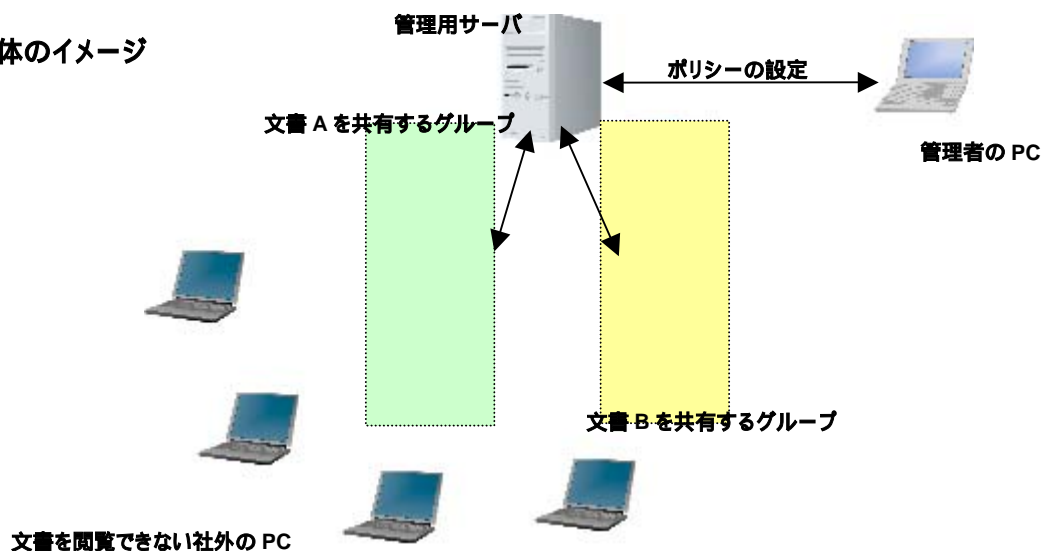 管理用サーバ
体のイメージ
ポリシーの設定
文書 A を共有するグループ
管理者の PC
文書 B を共有するグループ
文書を閲覧できない社外の PC